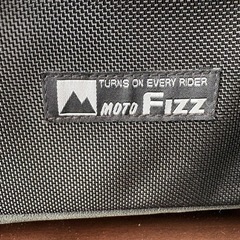 TURNS ON EVERY RIDER
MOTO FIZZ